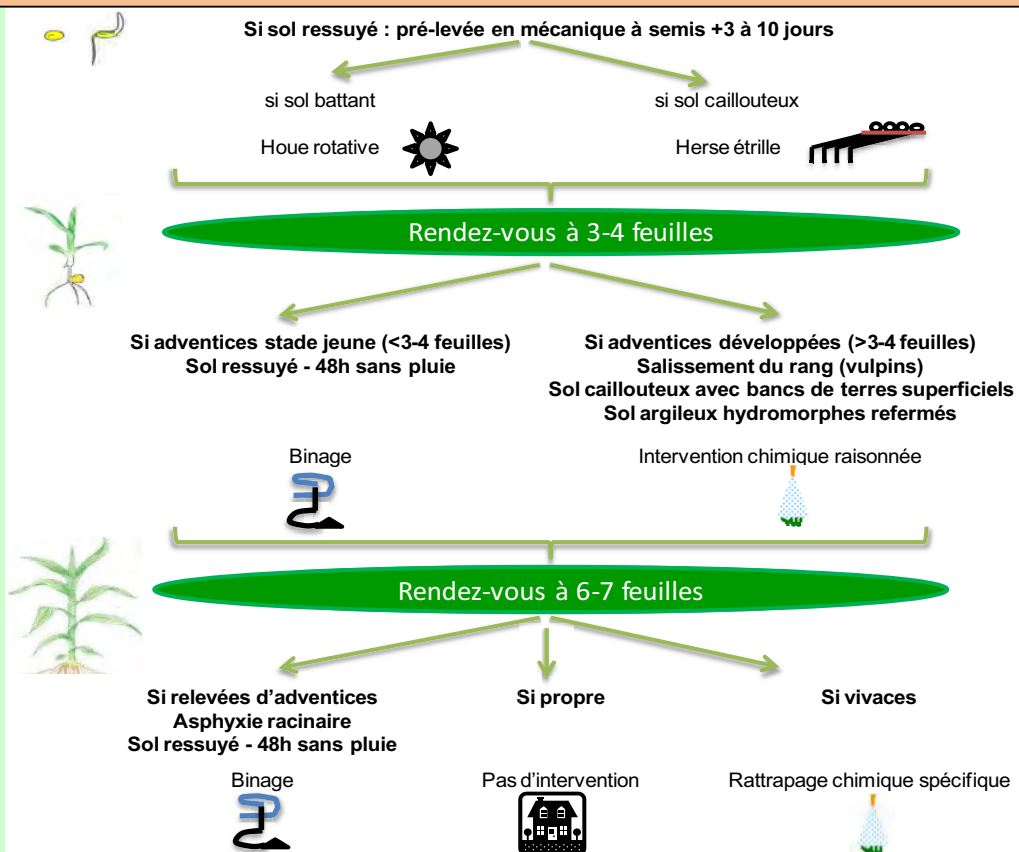 Si sol ressuyé : pré-levée en mécanique à semis +3 à 10 jours
si sol battant
si sol caillouteux
Houe rotative
Herse étrille
Rendez-vous à 3-4 feuilles
Si adventices stade jeune (<3-4 feuilles)
Sol ressuyé - 48h sans pluie
Si adventices développées (>3-4 feuilles)
Salissement du rang (vulpins)
Sol caillouteux avec bancs de terres superficiels
Sol argileux hydromorphes refermés
Binage
Intervention chimique raisonnée
Rendez-vous à 6-7 feuilles
Si relevées d’adventices
Asphyxie racinaire
Sol ressuyé - 48h sans pluie
Si propre
Si vivaces
Binage
Pas d’intervention
Rattrapage chimique spécifique